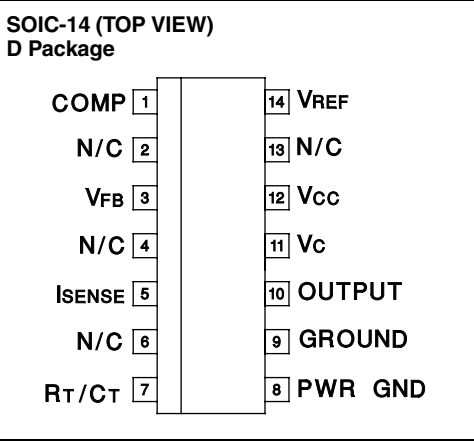 SOIC-14 (TOP VIEW)
D Package
COMP 1 14 VREF
N/C 2 13 N/C
VFB 3 12 VCC
N/C 4 11 VC
ISENSE 5 10 OUTPUT
N/C 6 9 GROUND
RT/CT 7 8 PWR GND